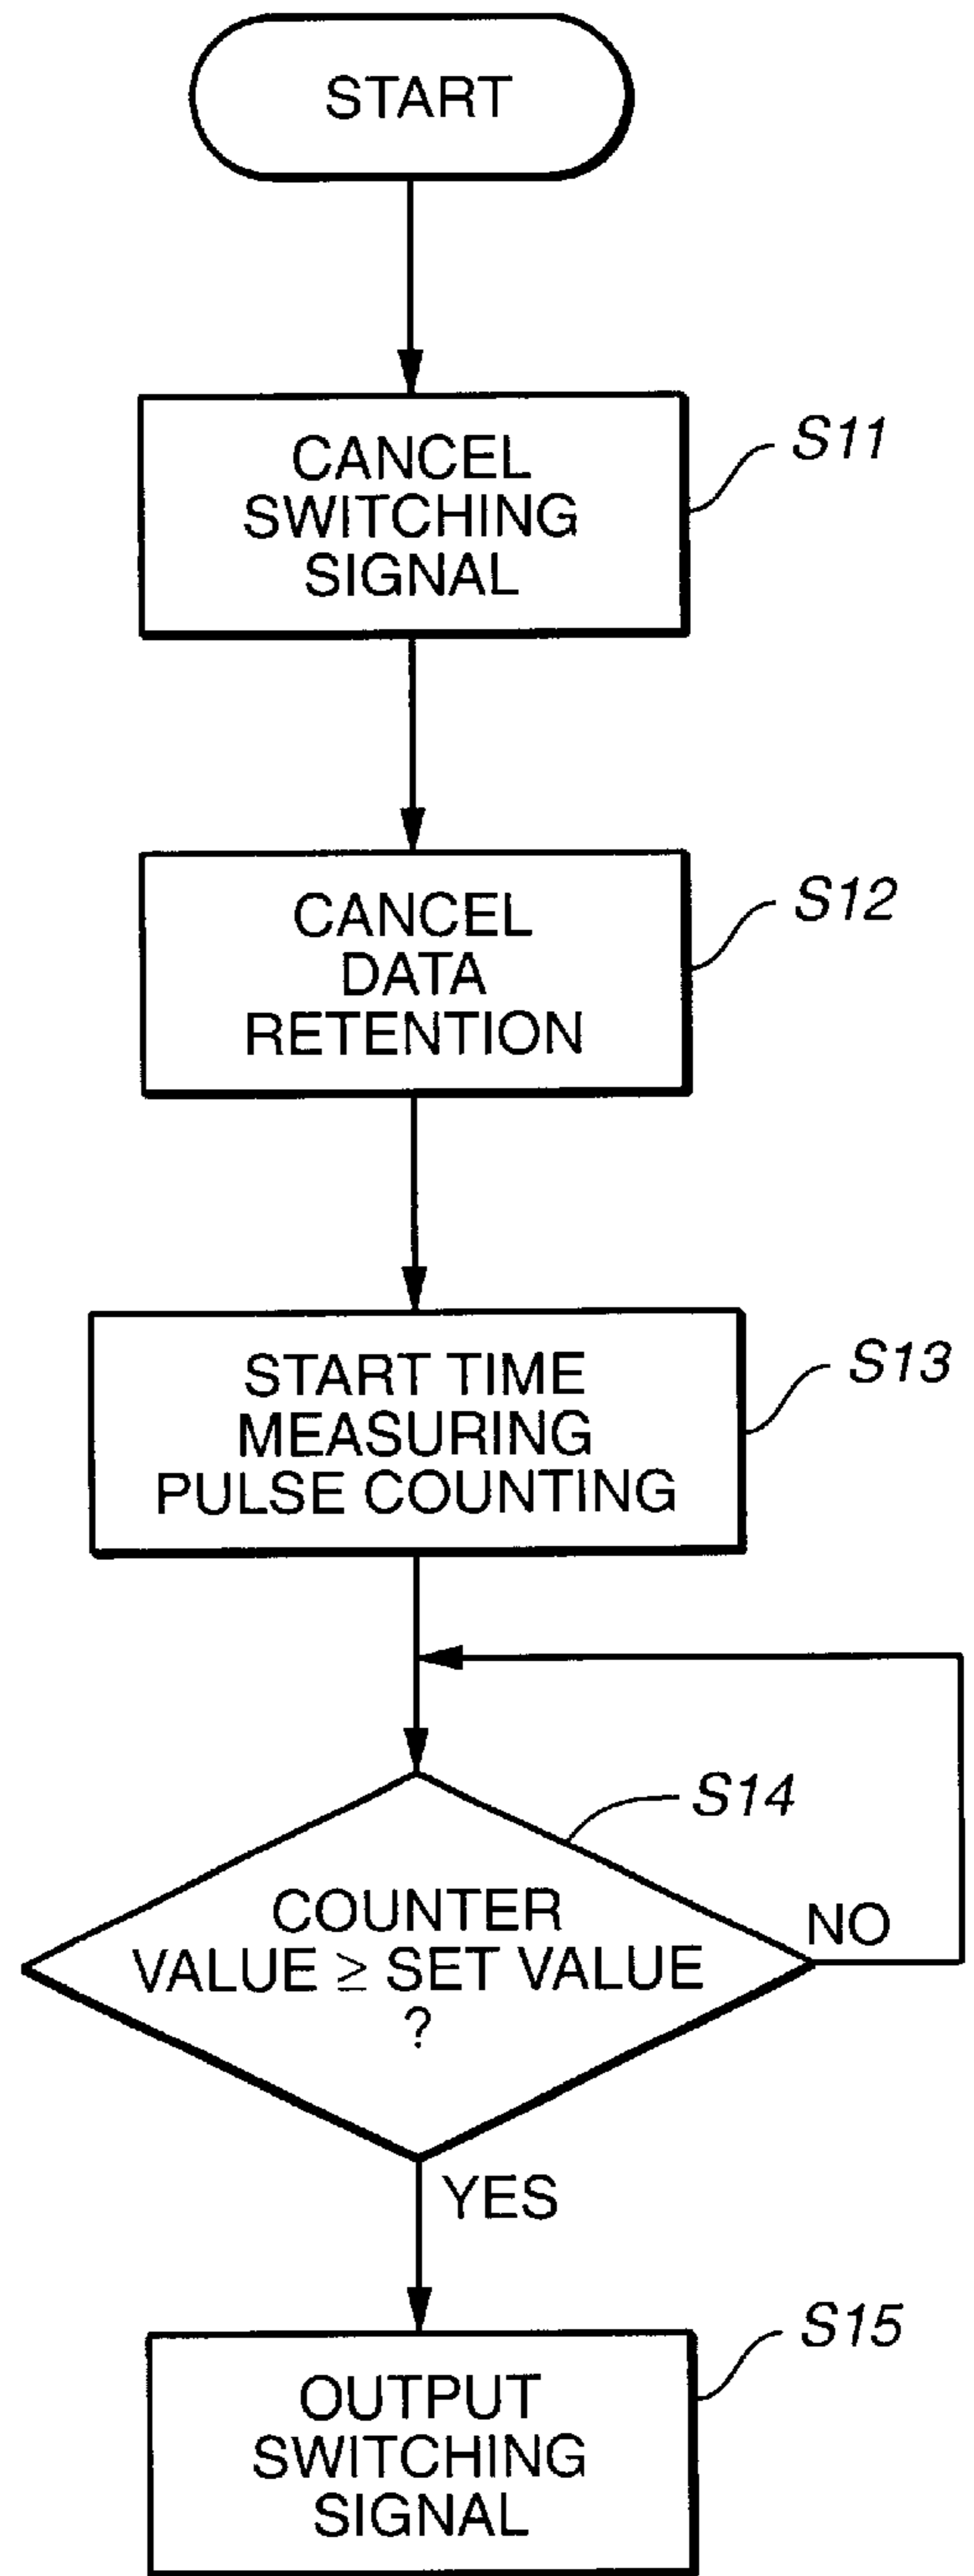 START
CANCEL
SWITCHING
SIGNAL
S11
CANCEL
DATA
RETENTION
S12
START TIME
MEASURING
PULSE COUNTING
S13
S14
COUNTER
VALUE ≥ SET VALUE
?
NO
YES
OUTPUT
SWITCHING
SIGNAL
S15